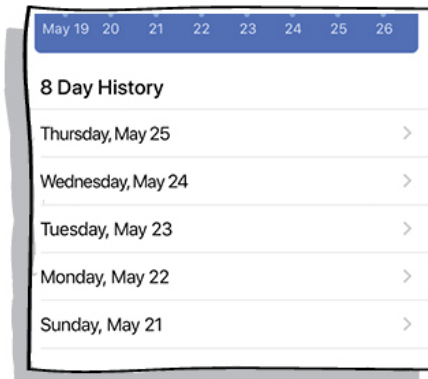 May 19 20 21 22 23 24 25 26
8 Day History
Thursday, May 25
Wednesday, May 24
Tuesday, May 23
Monday, May 22
Sunday, May 21